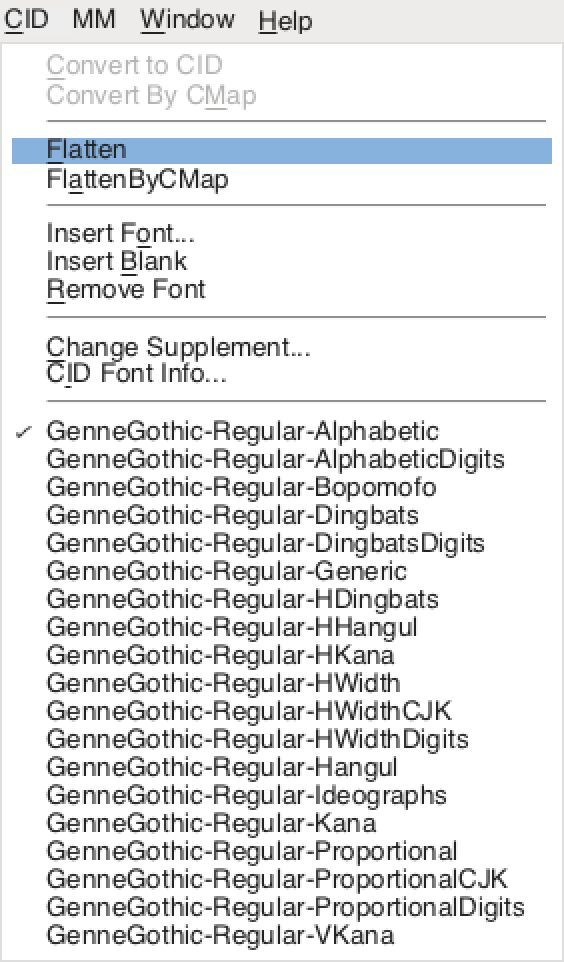 CID MM Window Help
Convert to CID
Convert By CMap
Flatten
FlattenByCMap
Insert Font...
Insert Blank
Remove Font
Change Supplement...
CID Font Info...
✓ GenneGothic-Regular-Alphabetic
GenneGothic-Regular-AlphabeticDigits
GenneGothic-Regular-Bopomofo
GenneGothic-Regular-Dingbats
GenneGothic-Regular-DingbatsDigits
GenneGothic-Regular-Generic
GenneGothic-Regular-HDingbats
GenneGothic-Regular-HHangul
GenneGothic-Regular-HKana
GenneGothic-Regular-HWidth
GenneGothic-Regular-HWidthCJK
GenneGothic-Regular-HWidthDigits
GenneGothic-Regular-Hangul
GenneGothic-Regular-Ideographs
GenneGothic-Regular-Kana
GenneGothic-Regular-Proportional
GenneGothic-Regular-ProportionalCJK
GenneGothic-Regular-ProportionalDigits
GenneGothic-Regular-VKana